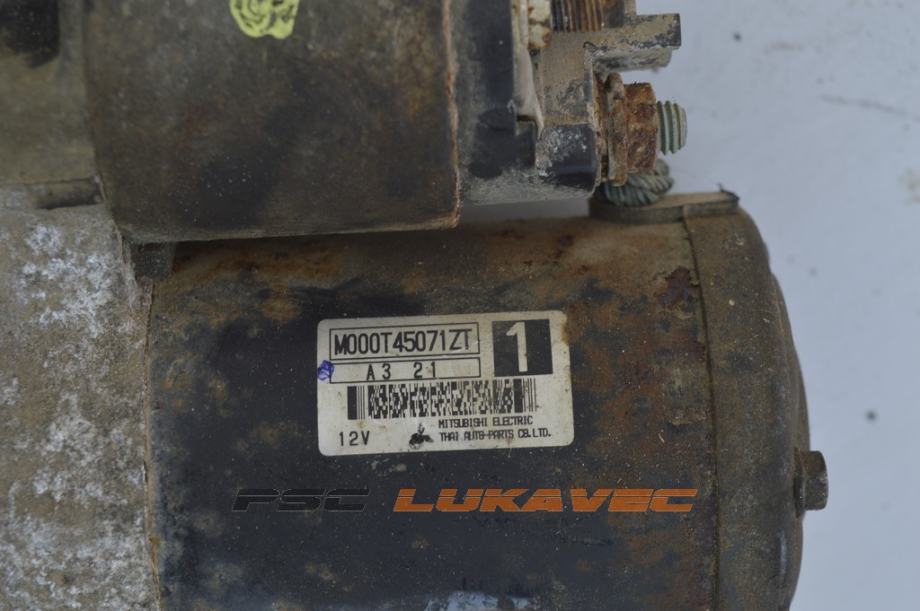 M000T45071ZT
1
A3 21
12V
MITSUBISHI ELECTRIC
THAI AUTO-PARTS CO.,LTD.
PSC LUKAVEC